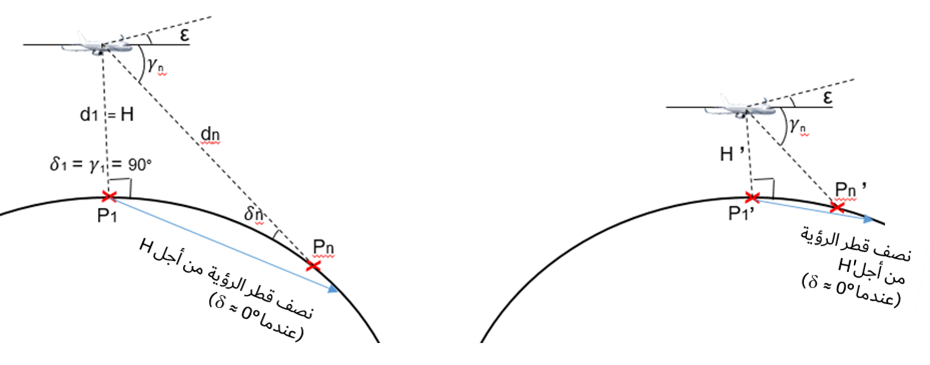 ε
γn
d1 = H
dn
δ1 = γ1 = 90°
P1
δn
Pn
نصف قطر الرؤية من أجل H
(عندما δ ≈ 0°)
ε
γn
H ’
Pn ’
P1’
نصف قطر الرؤية
من أجل H'
(عندما δ ≈ 0°)